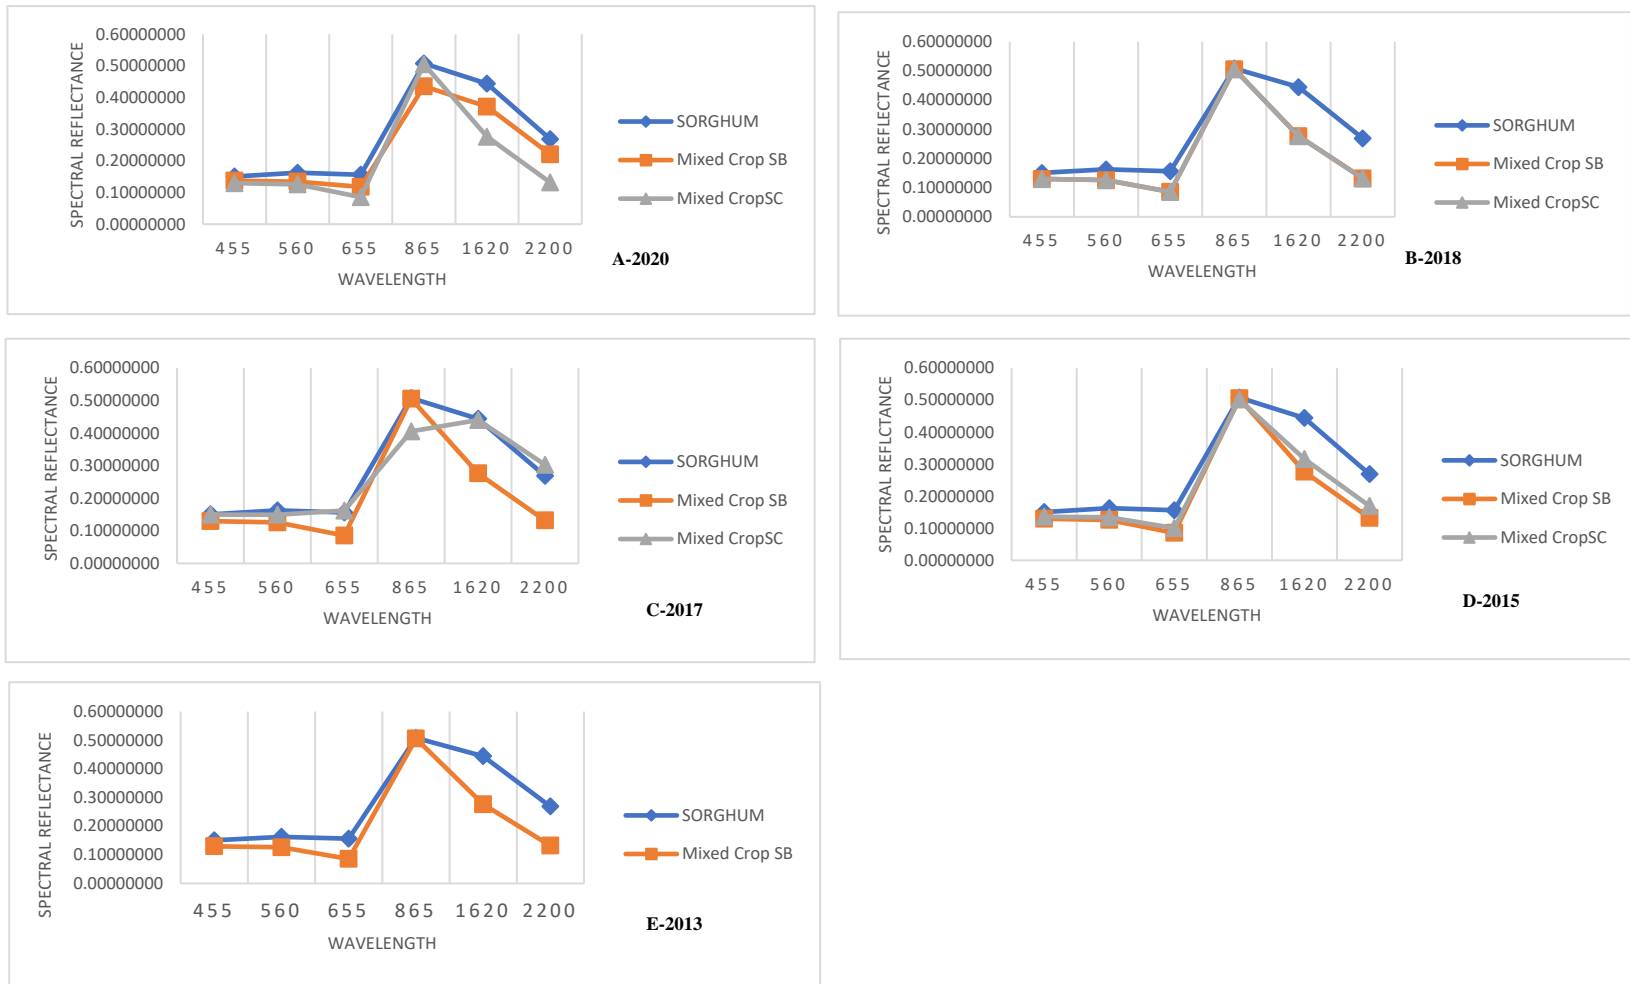 SPECTRAL REFLECTANCE
0.60000000
0.50000000
0.40000000
0.30000000
0.20000000
0.10000000
0.00000000
455 560 655 865 1620 2200
WAVELENGTH
SORGHUM
Mixed Crop SB
Mixed CropSC
A-2020
SPECTRAL REFLECTANCE
0.60000000
0.50000000
0.40000000
0.30000000
0.20000000
0.10000000
0.00000000
455 560 655 865 1620 2200
WAVELENGTH
SORGHUM
Mixed Crop SB
Mixed CropSC
B-2018
SPECTRAL REFLECTANCE
0.60000000
0.50000000
0.40000000
0.30000000
0.20000000
0.10000000
0.00000000
455 560 655 865 1620 2200
WAVELENGTH
SORGHUM
Mixed Crop SB
Mixed CropSC
C-2017
SPECTRAL REFLCTANCE
0.60000000
0.50000000
0.40000000
0.30000000
0.20000000
0.10000000
0.00000000
455 560 655 865 1620 2200
WAVELENGTH
SORGHUM
Mixed Crop SB
Mixed CropSC
D-2015
SPECTRAL REFLECTANCE
0.60000000
0.50000000
0.40000000
0.30000000
0.20000000
0.10000000
0.00000000
455 560 655 865 1620 2200
WAVELENGTH
SORGHUM
Mixed Crop SB
E-2013